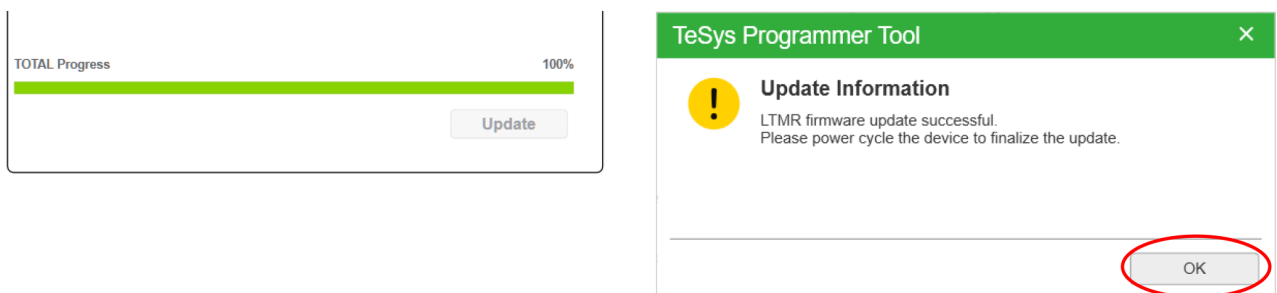 TOTAL Progress 100%
Update
TeSys Programmer Tool
Update Information
LTMR firmware update successful.
Please power cycle the device to finalize the update.
OK